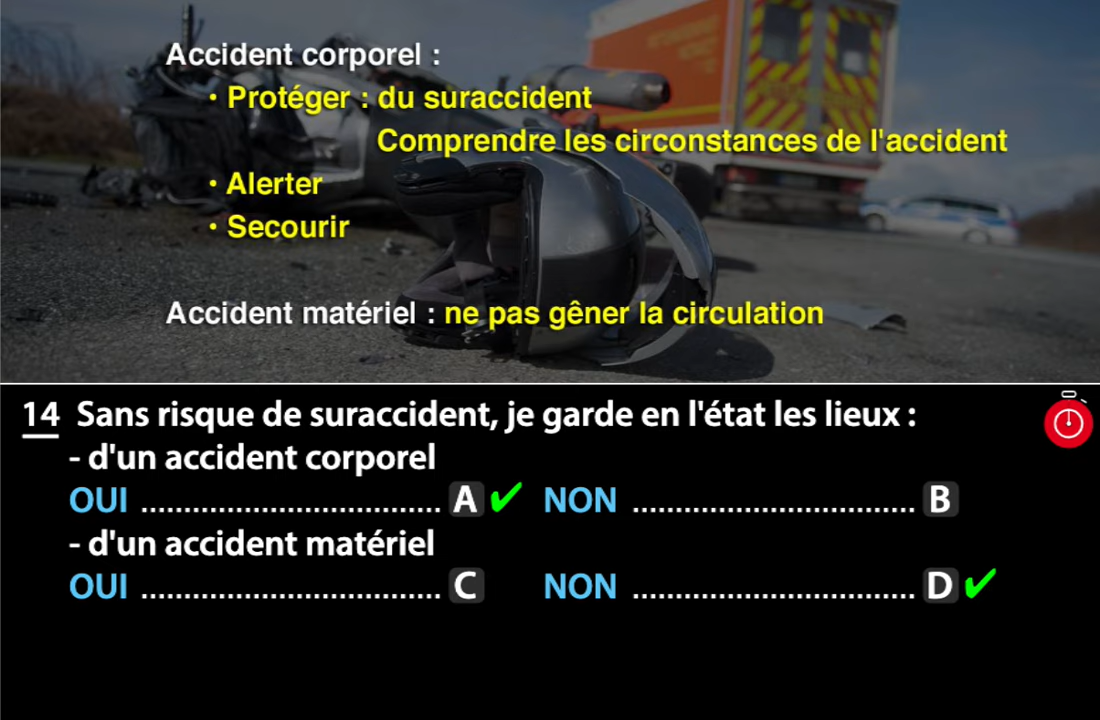 Accident corporel :
• Protéger : du suraccident
Comprendre les circonstances de l'accident
• Alerter
• Secourir
Accident matériel : ne pas gêner la circulation
14 Sans risque de suraccident, je garde en l'état les lieux :
- d'un accident corporel
OUI .................................. A ✔ NON ................................. B
- d'un accident matériel
OUI .................................. C NON ................................. D ✔